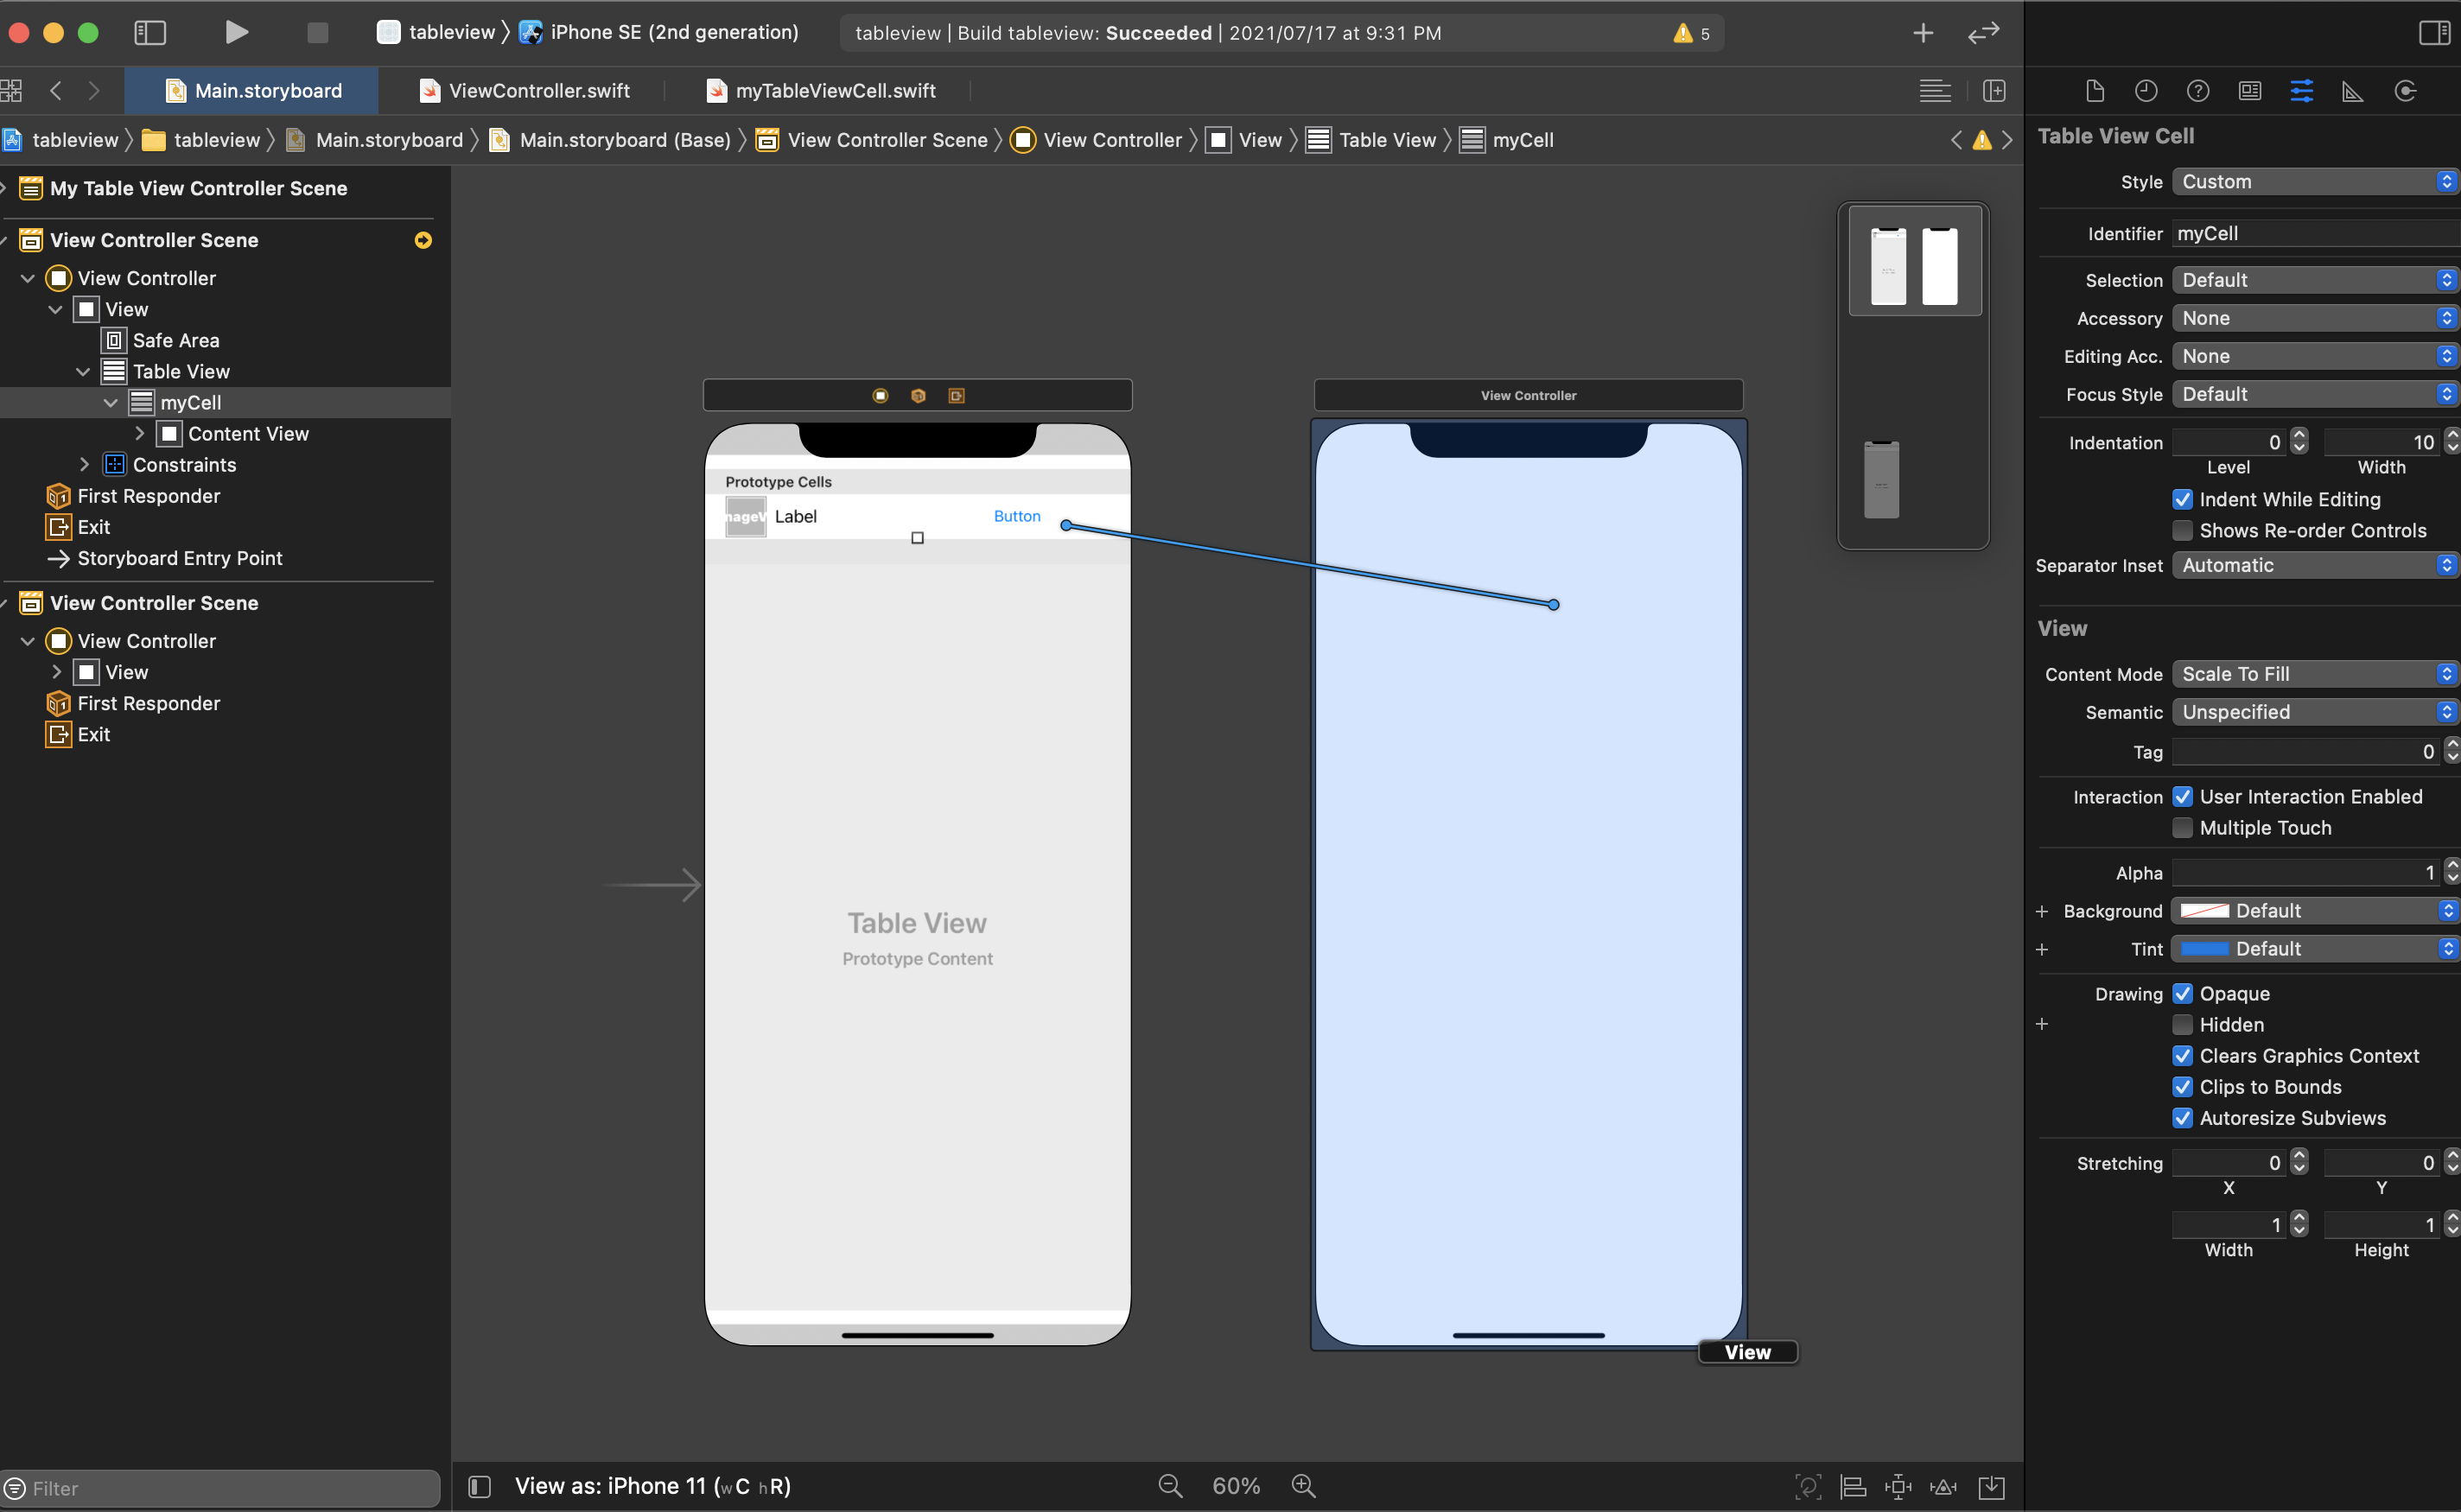 tableview
iPhone SE (2nd generation)
tableview | Build tableview: Succeeded | 2021/07/17 at 9:31 PM
5
Main.storyboard
ViewController.swift
myTableViewCell.swift
tableview
tableview
Main.storyboard
Main.storyboard (Base)
View Controller Scene
View Controller
View
Table View
myCell
My Table View Controller Scene
View Controller Scene
View Controller
View
Safe Area
Table View
myCell
Content View
Constraints
First Responder
Exit
Storyboard Entry Point
View Controller Scene
View Controller
View
First Responder
Exit
Filter
Prototype Cells
Label
Button
Table View
Prototype Content
View Controller
View
View as: iPhone 11 (wC hR)
60%
Table View Cell
Style Custom
Identifier myCell
Selection Default
Accessory None
Editing Acc. None
Focus Style Default
Indentation 0 10
Level Width
Indent While Editing
Shows Re-order Controls
Separator Inset Automatic
View
Content Mode Scale To Fill
Semantic Unspecified
Tag 0
Interaction User Interaction Enabled
Multiple Touch
Alpha 1
Background Default
Tint Default
Drawing Opaque
Hidden
Clears Graphics Context
Clips to Bounds
Autoresize Subviews
Stretching 0 0
X Y
1 1
Width Height